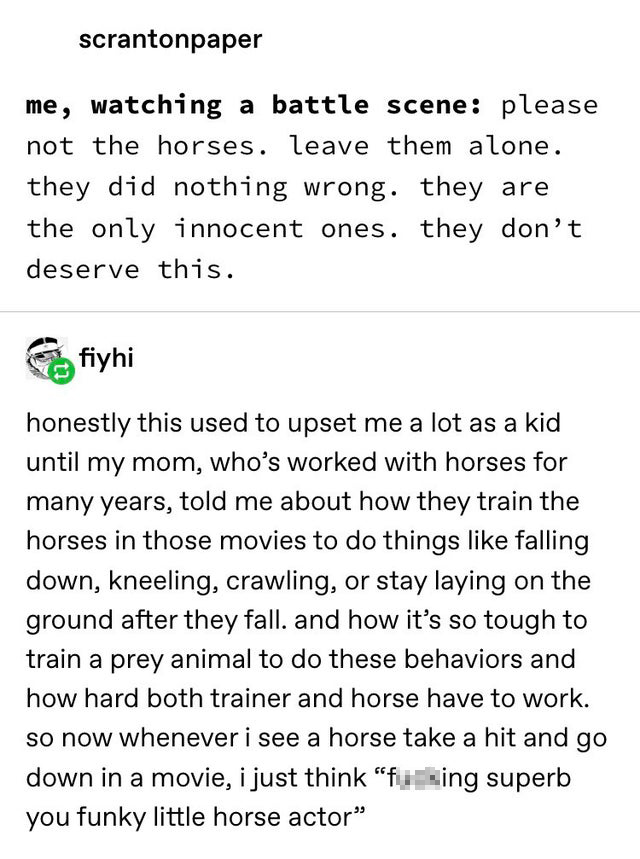 scrantonpaper
me, watching a battle scene: please
not the horses. leave them alone.
they did nothing wrong. they are
the only innocent ones. they don’t
deserve this.
fiyhi
honestly this used to upset me a lot as a kid
until my mom, who’s worked with horses for
many years, told me about how they train the
horses in those movies to do things like falling
down, kneeling, crawling, or stay laying on the
ground after they fall. and how it’s so tough to
train a prey animal to do these behaviors and
how hard both trainer and horse have to work.
so now whenever i see a horse take a hit and go
down in a movie, i just think “ superb
you funky little horse actor”